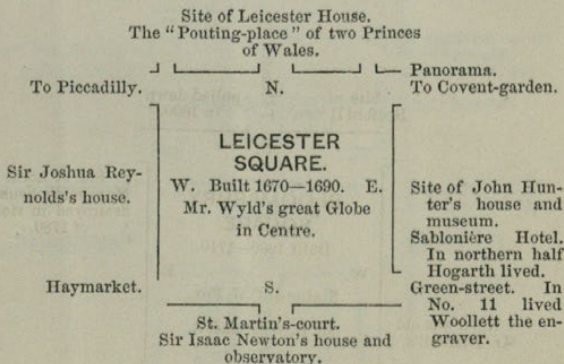 Site of Leicester House.
The "Pouting-place" of two Princes
of Wales.
Panorama.
To Piccadilly. N. To Covent-garden.
LEICESTER
SQUARE.
W. Built 1670—1690. E.
Mr. Wyld's great Globe
in Centre.
Sir Joshua Rey-
nolds's house.
Site of John Hun-
ter's house and
museum.
Sablonière Hotel.
In northern half
Hogarth lived.
Haymarket. S. Green-street. In
No. 11 lived
Woollett the en-
graver.
St. Martin's-court.
Sir Isaac Newton's house and
observatory.